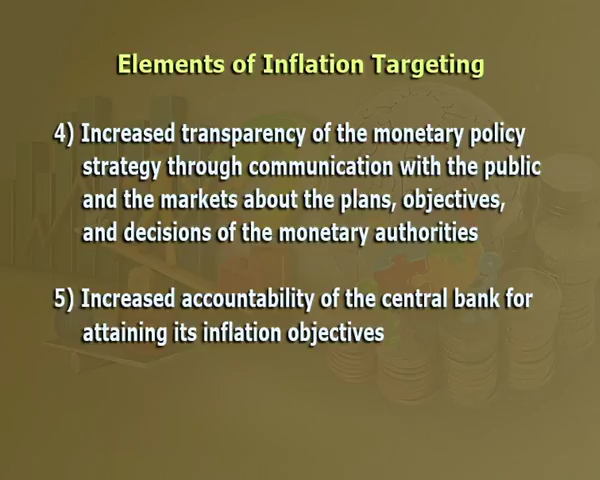 Elements of Inflation Targeting
4) Increased transparency of the monetary policy
strategy through communication with the public
and the markets about the plans, objectives,
and decisions of the monetary authorities
5) Increased accountability of the central bank for
attaining its inflation objectives